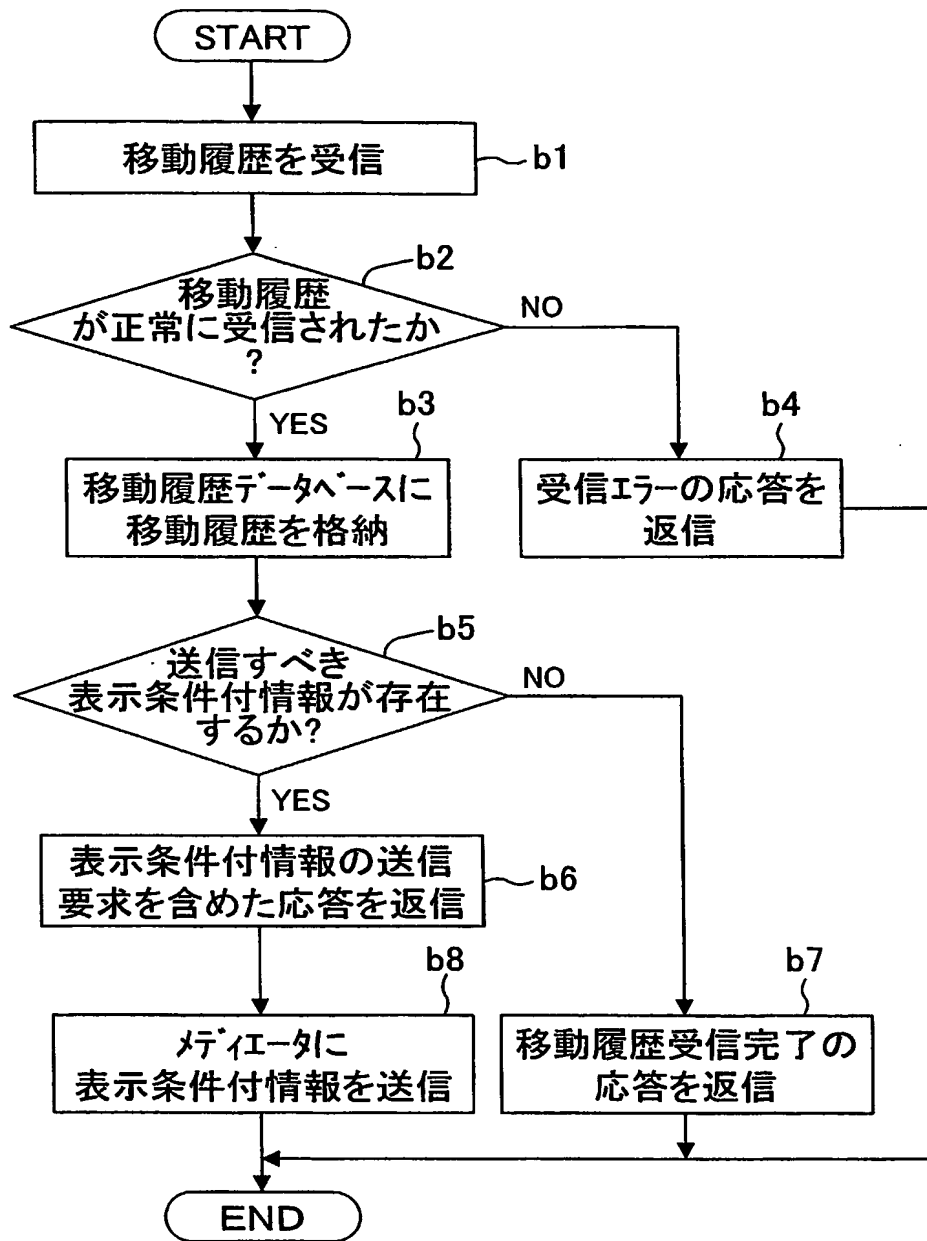 START
移動履歴を受信
b1
b2
移動履歴
が正常に受信されたか
?
NO
YES
b3
移動履歴ﾃﾞｰﾀﾍﾞｰｽに
移動履歴を格納
b4
受信ｴﾗｰの応答を
返信
b5
送信すべき
表示条件付情報が存在
するか?
NO
YES
表示条件付情報の送信
要求を含めた応答を返信
b6
b8
ﾒﾃﾞｨｴｰﾀに
表示条件付情報を送信
b7
移動履歴受信完了の
応答を返信
END